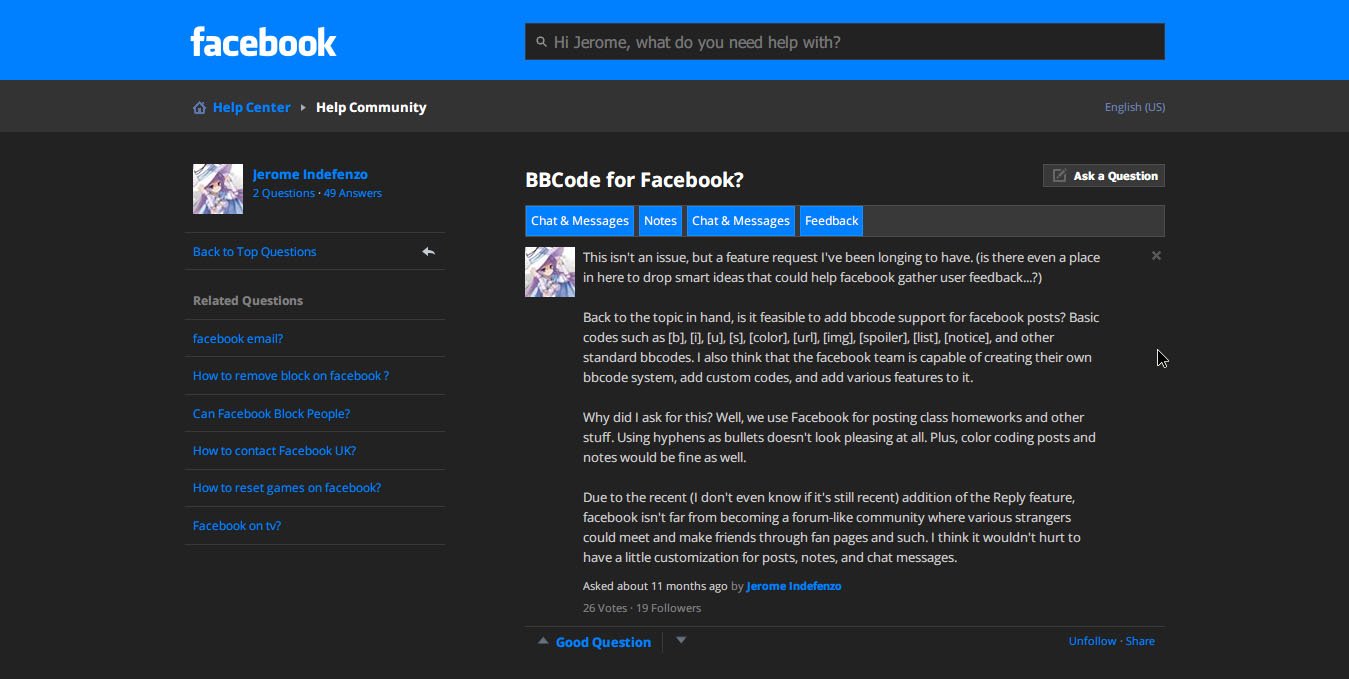 facebook
Hi Jerome, what do you need help with?
Help Center
Help Community
English (US)
Jerome Indefenzo
2 Questions · 49 Answers
Back to Top Questions
Related Questions
facebook email?
How to remove block on facebook ?
Can Facebook Block People?
How to contact Facebook UK?
How to reset games on facebook?
Facebook on tv?
BBCode for Facebook?
Ask a Question
Chat & Messages Notes Chat & Messages Feedback
This isn't an issue, but a feature request I've been longing to have. (is there even a place
in here to drop smart ideas that could help facebook gather user feedback...?)
Back to the topic in hand, is it feasible to add bbcode support for facebook posts? Basic
codes such as [b], [i], [u], [s], [color], [url], [img], [spoiler], [list], [notice], and other
standard bbcodes. I also think that the facebook team is capable of creating their own
bbcode system, add custom codes, and add various features to it.
Why did I ask for this? Well, we use Facebook for posting class homeworks and other
stuff. Using hyphens as bullets doesn't look pleasing at all. Plus, color coding posts and
notes would be fine as well.
Due to the recent (I don't even know if it's still recent) addition of the Reply feature,
facebook isn't far from becoming a forum-like community where various strangers
could meet and make friends through fan pages and such. I think it wouldn't hurt to
have a little customization for posts, notes, and chat messages.
Asked about 11 months ago by Jerome Indefenzo
26 Votes · 19 Followers
Good Question
Unfollow · Share